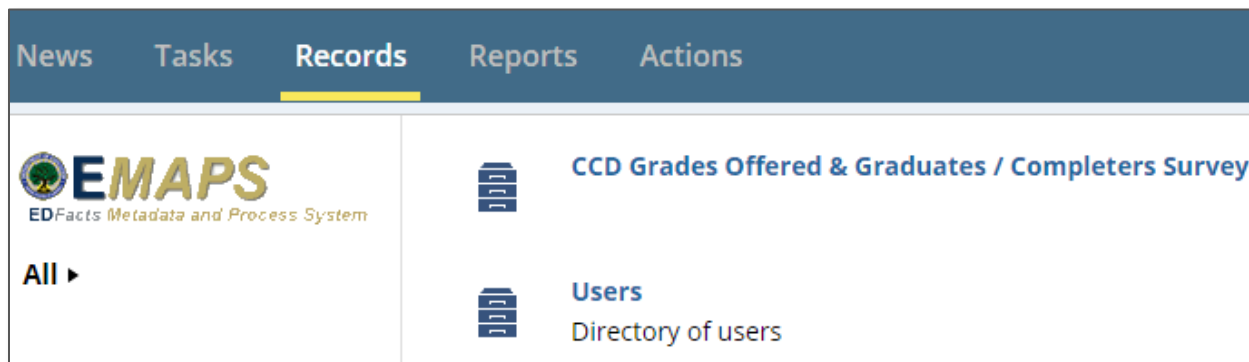 News Tasks Records Reports Actions
EMAPS
EDFacts Metadata and Process System
All
CCD Grades Offered & Graduates / Completers Survey
Users
Directory of users